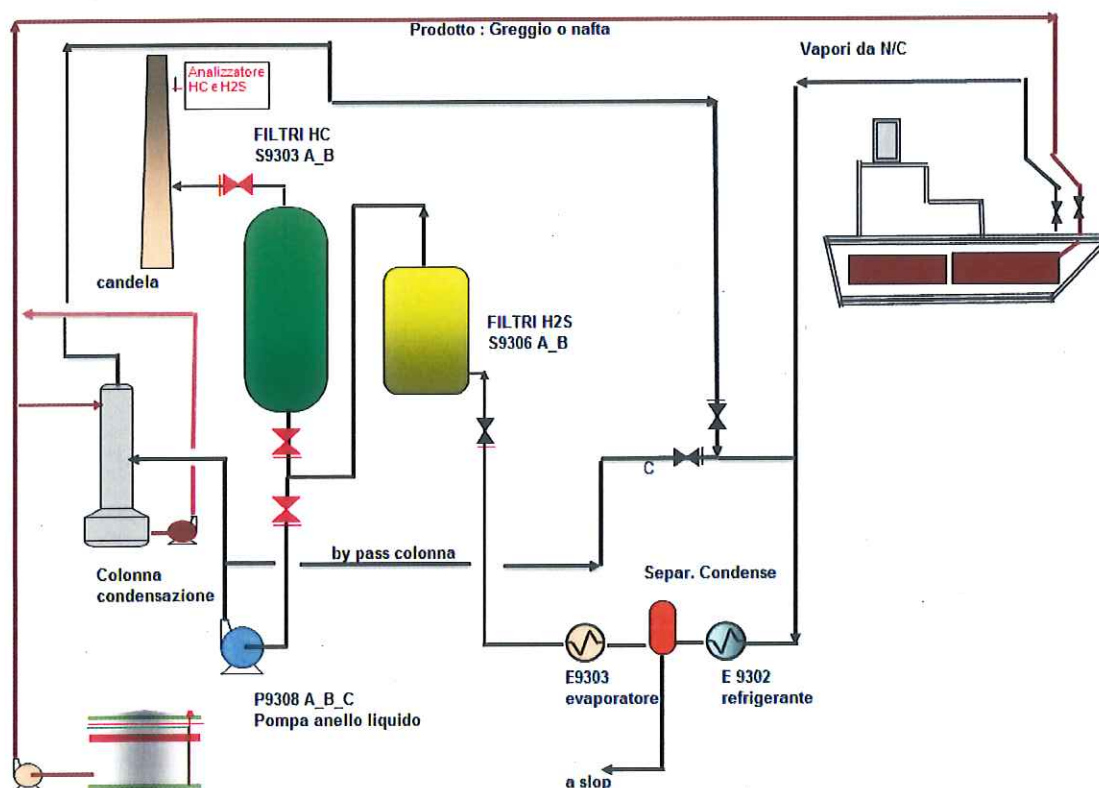 Prodotto : Greggio o nafta
Vapori da N/C
Analizzatore
HC e H2S
FILTRI HC
S9303 A_B
candela
FILTRI H2S
S9306 A_B
C
by pass colonna
Separ. Condense
Colonna
condensazione
E9303
evaporatore
E 9302
refrigerante
P9308 A_B_C
Pompa anello liquido
a slop